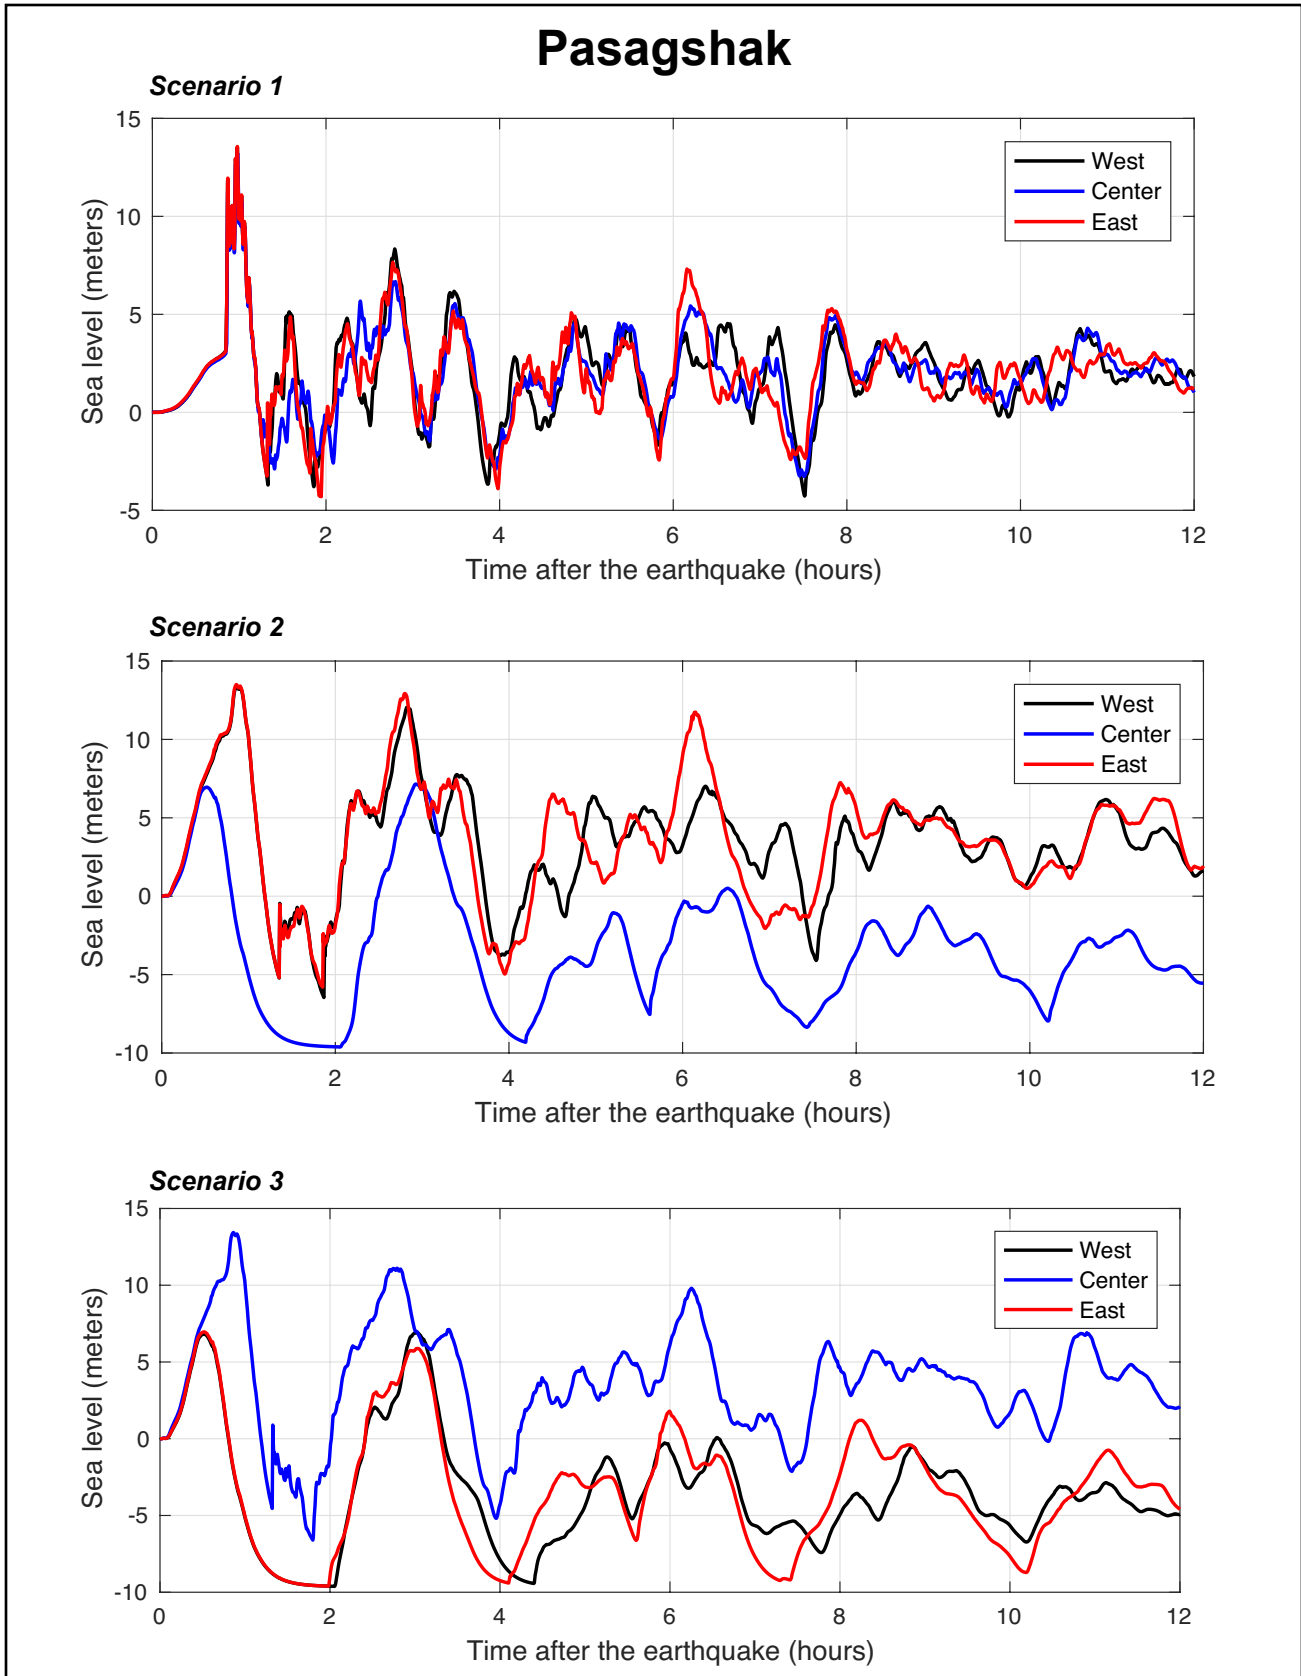 Pasagshak
Scenario 1
15
10
5
0
-5
Sea level (meters)
West
Center
East
0 2 4 6 8 10 12
Time after the earthquake (hours)
Scenario 2
15
10
5
0
-5
-10
Sea level (meters)
West
Center
East
0 2 4 6 8 10 12
Time after the earthquake (hours)
Scenario 3
15
10
5
0
-5
-10
Sea level (meters)
West
Center
East
0 2 4 6 8 10 12
Time after the earthquake (hours)